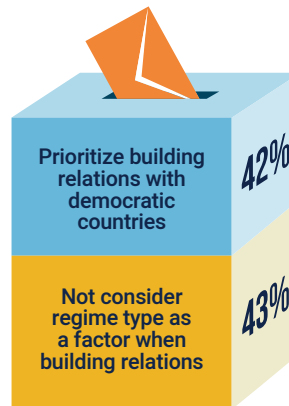 Prioritize building
relations with
democratic
countries
42%
Not consider
regime type as
a factor when
building relations
43%